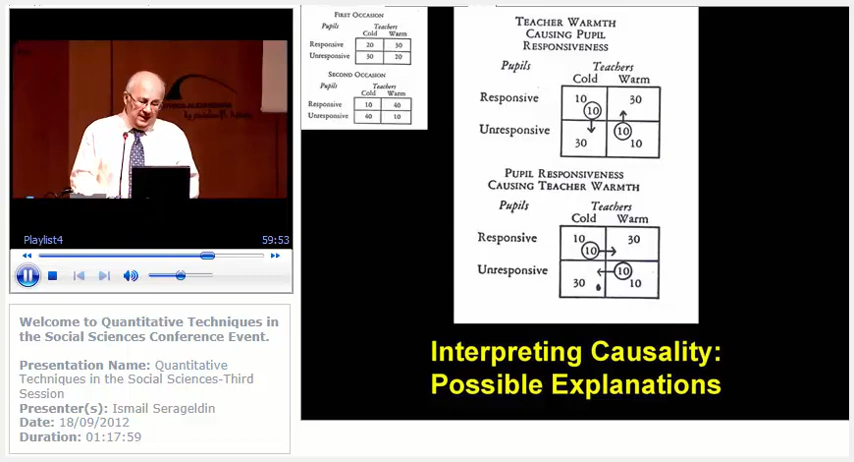 Playlist4
59:53
Welcome to Quantitative Techniques in
the Social Sciences Conference Event.
Presentation Name: Quantitative
Techniques in the Social Sciences-Third
Session
Presenter(s): Ismail Serageldin
Date: 18/09/2012
Duration: 01:17:59
FIRST OCCASION
Pupils Teachers
Cold Warm
Responsive 20 30
Unresponsive 30 20
SECOND OCCASION
Pupils Teachers
Cold Warm
Responsive 10 40
Unresponsive 40 10
TEACHER WARMTH
CAUSING PUPIL
RESPONSIVENESS
Pupils Teachers
Cold Warm
Responsive 10 30
10
Unresponsive 10
30 10
PUPIL RESPONSIVENESS
CAUSING TEACHER WARMTH
Pupils Teachers
Cold Warm
Responsive 10 30
10
Unresponsive 10
30 10
Interpreting Causality:
Possible Explanations